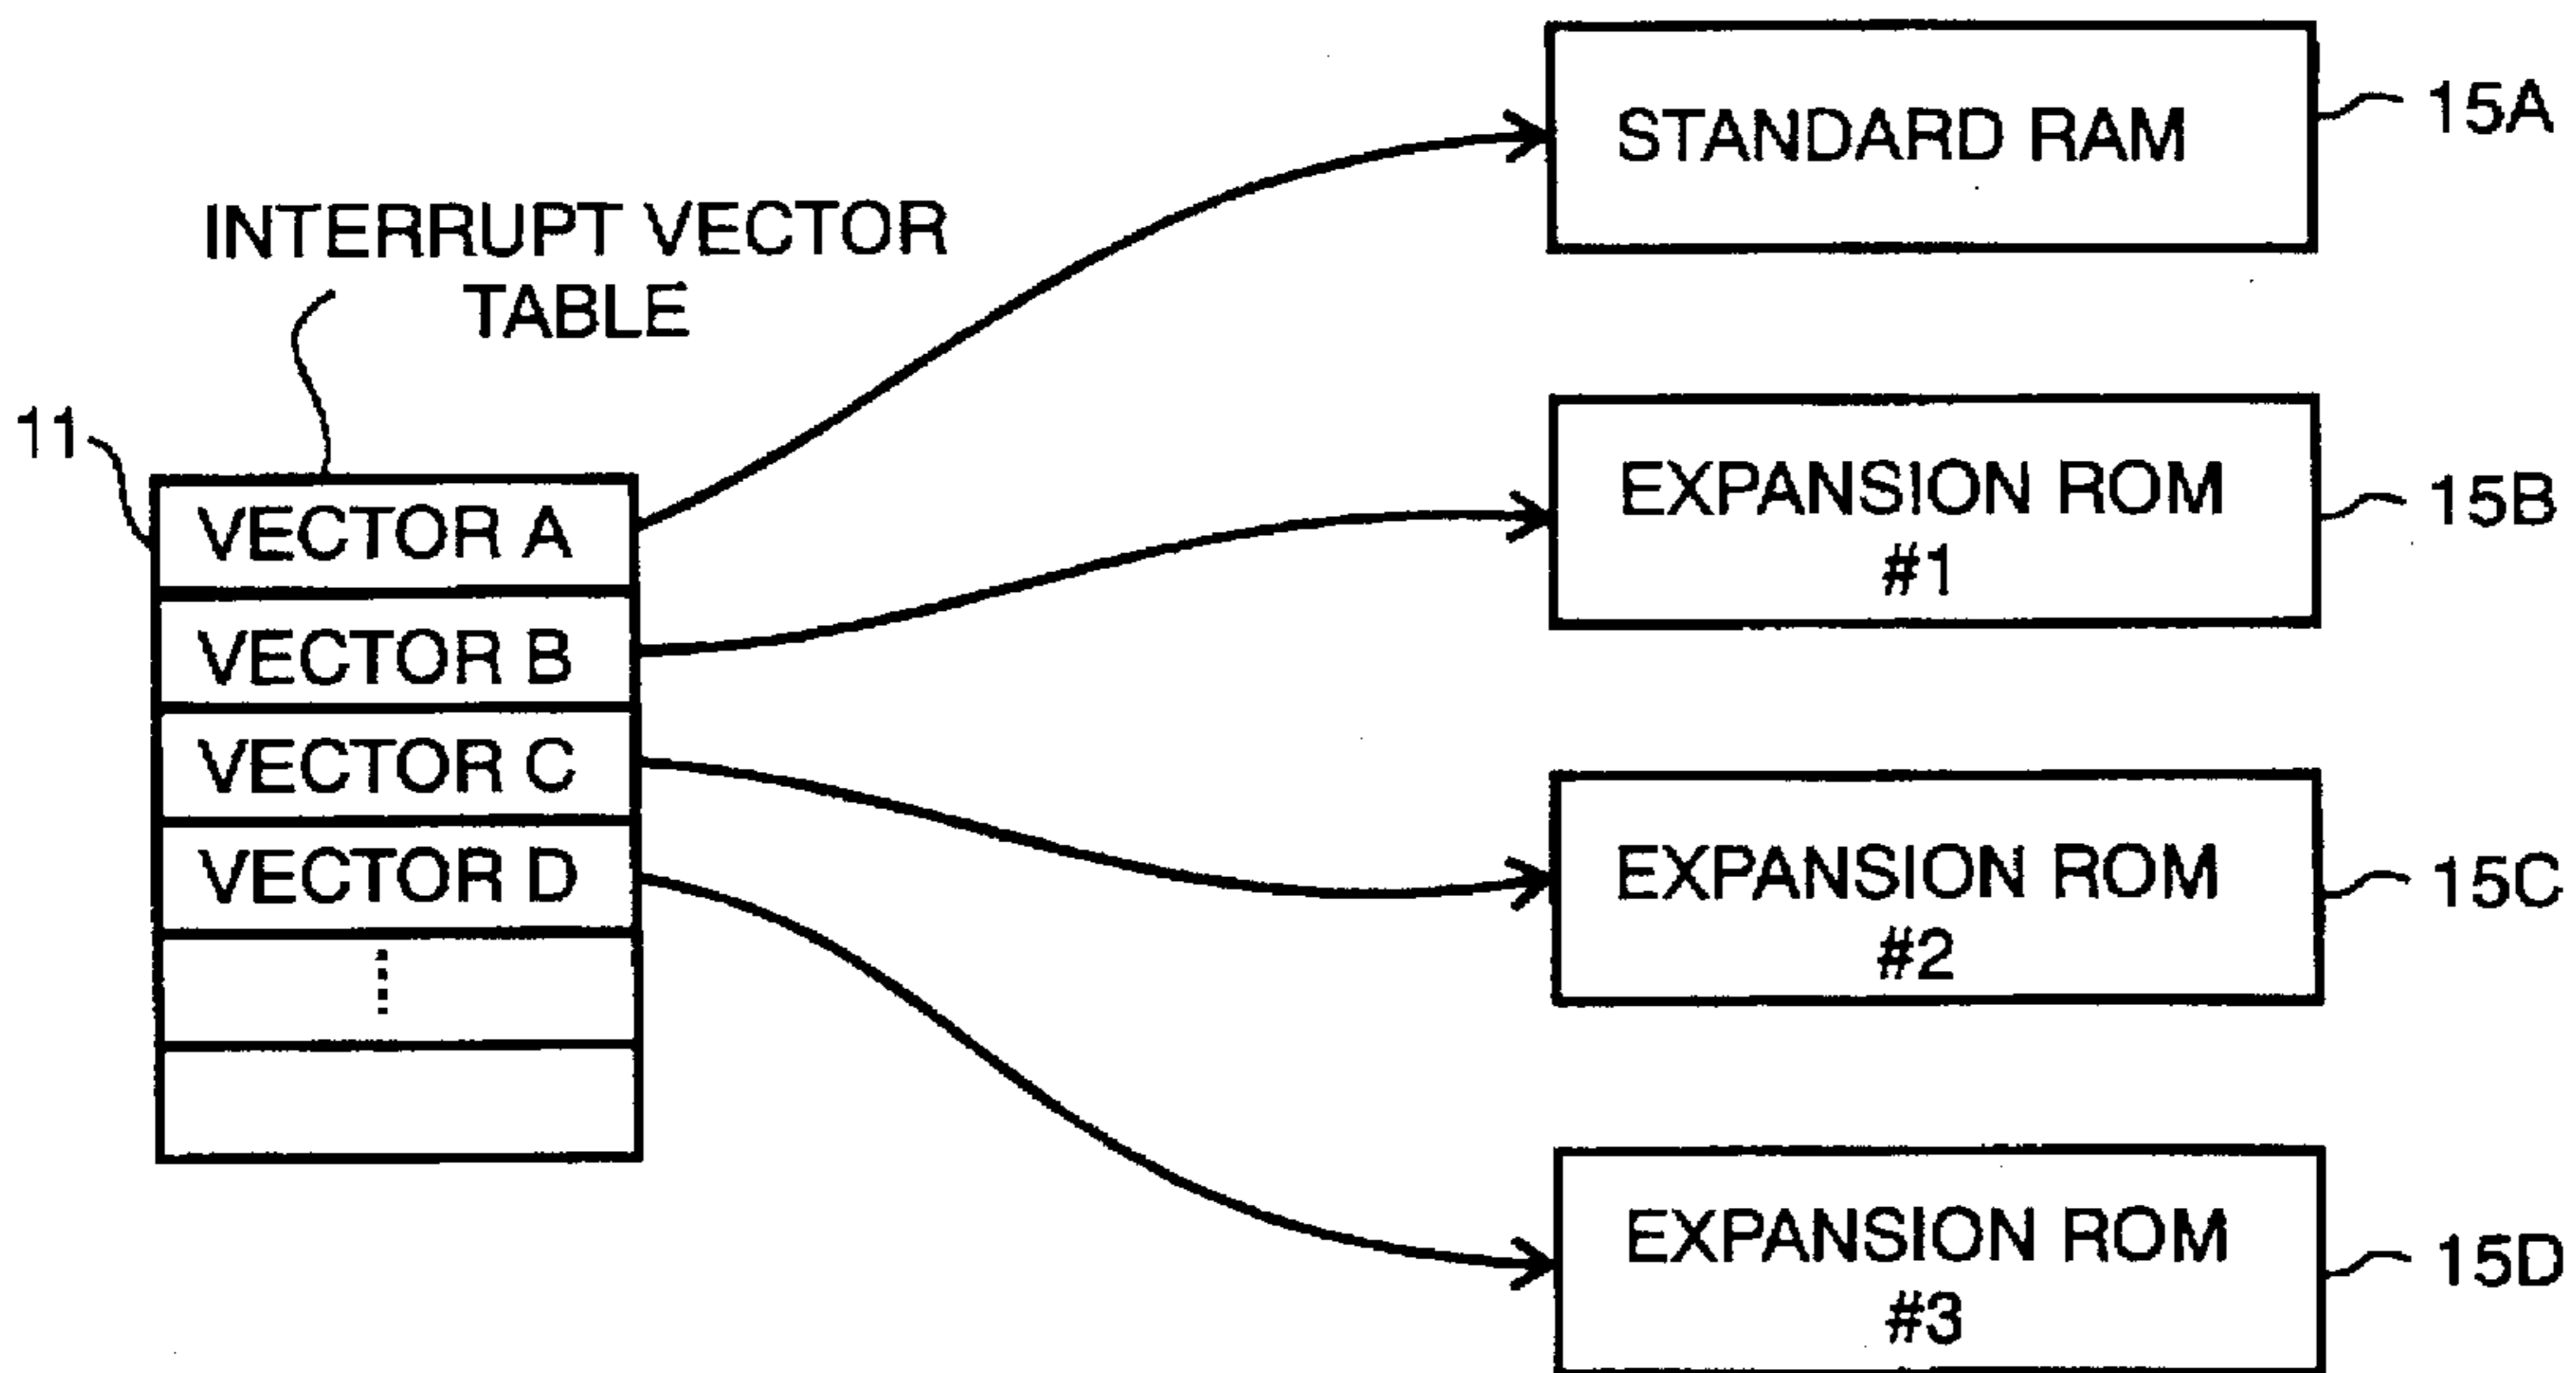 INTERRUPT VECTOR
TABLE
11
VECTOR A
VECTOR B
VECTOR C
VECTOR D
STANDARD RAM
15A
EXPANSION ROM
#1
15B
EXPANSION ROM
#2
15C
EXPANSION ROM
#3
15D